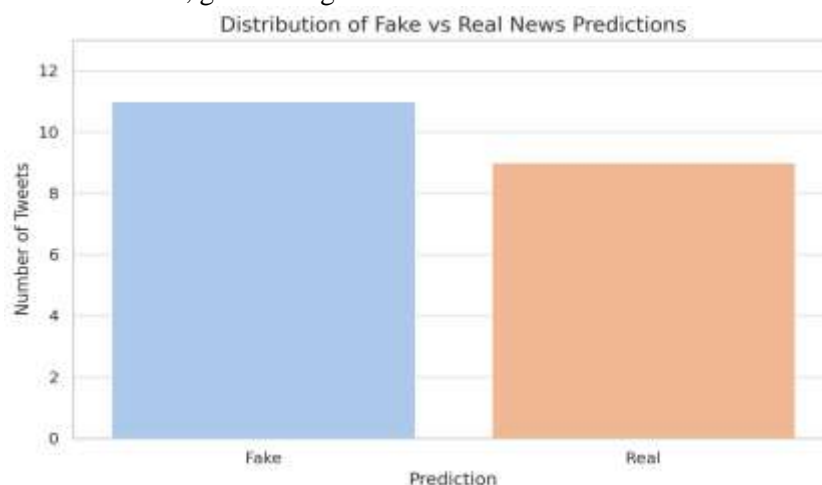 Distribution of Fake vs Real News Predictions
12
10
8
6
4
2
0
Number of Tweets
Fake Real
Prediction